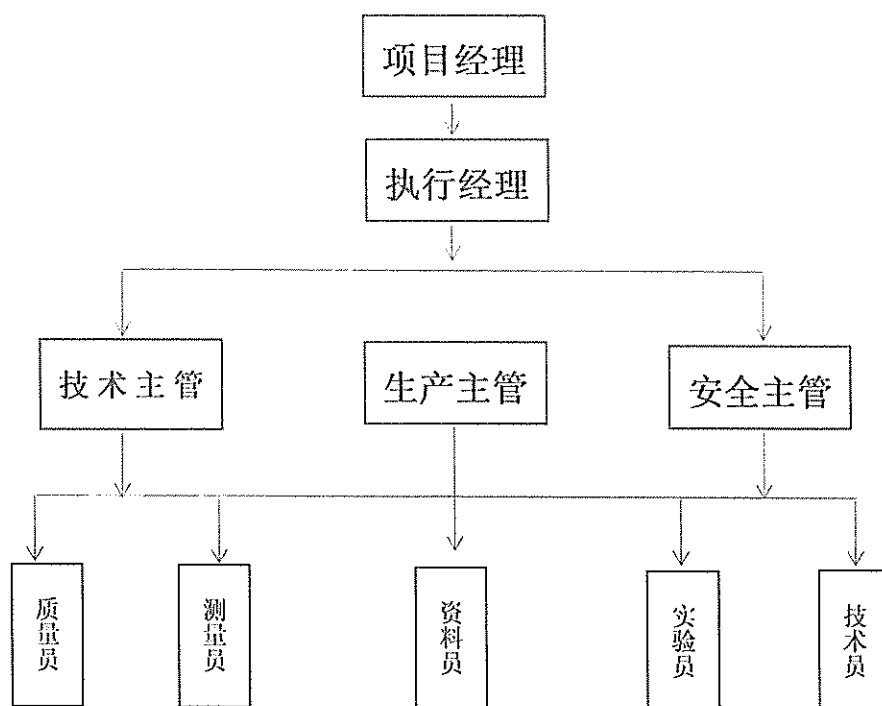 项目经理
执行经理
技术主管
生产主管
安全主管
质量员
测量员
资料员
实验员
技术员